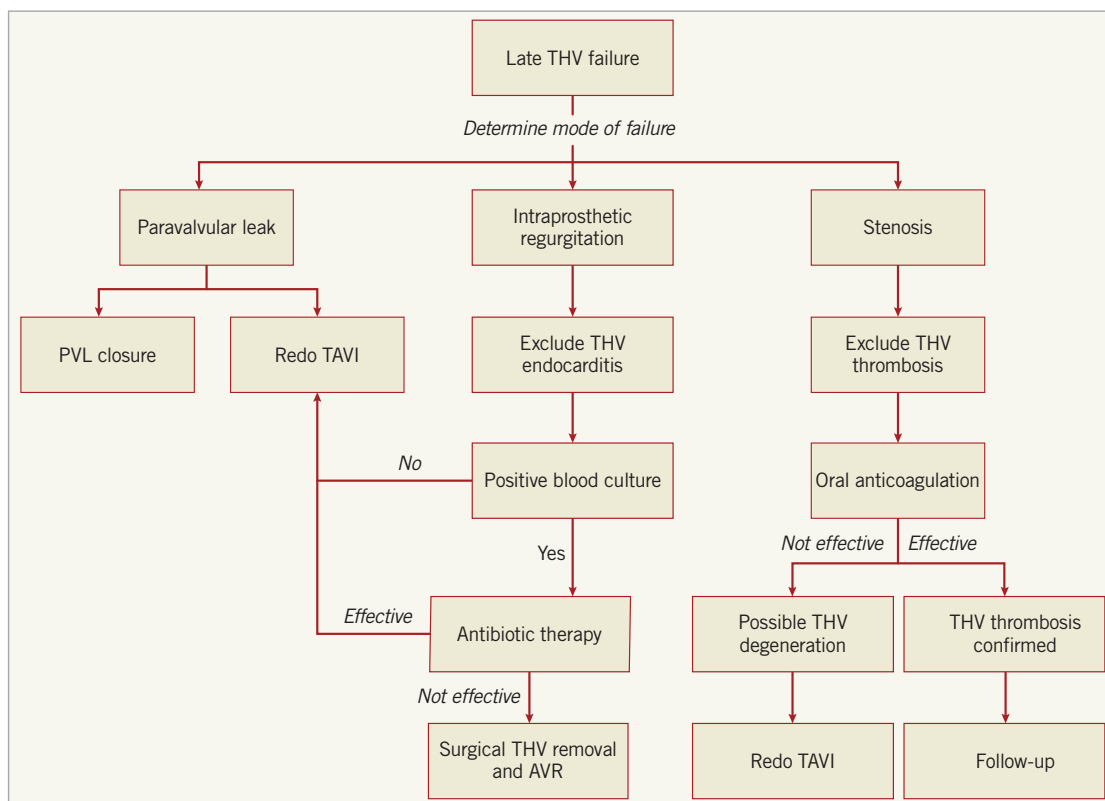 Late THV failure
Determine mode of failure
Paravalvular leak
Intraprosthetic
regurgitation
Stenosis
PVL closure
Redo TAVI
Exclude THV
endocarditis
Exclude THV
thrombosis
No
Positive blood culture
Oral anticoagulation
Yes
Not effective
Effective
Effective
Antibiotic therapy
Possible THV
degeneration
THV thrombosis
confirmed
Not effective
Surgical THV removal
and AVR
Redo TAVI
Follow-up